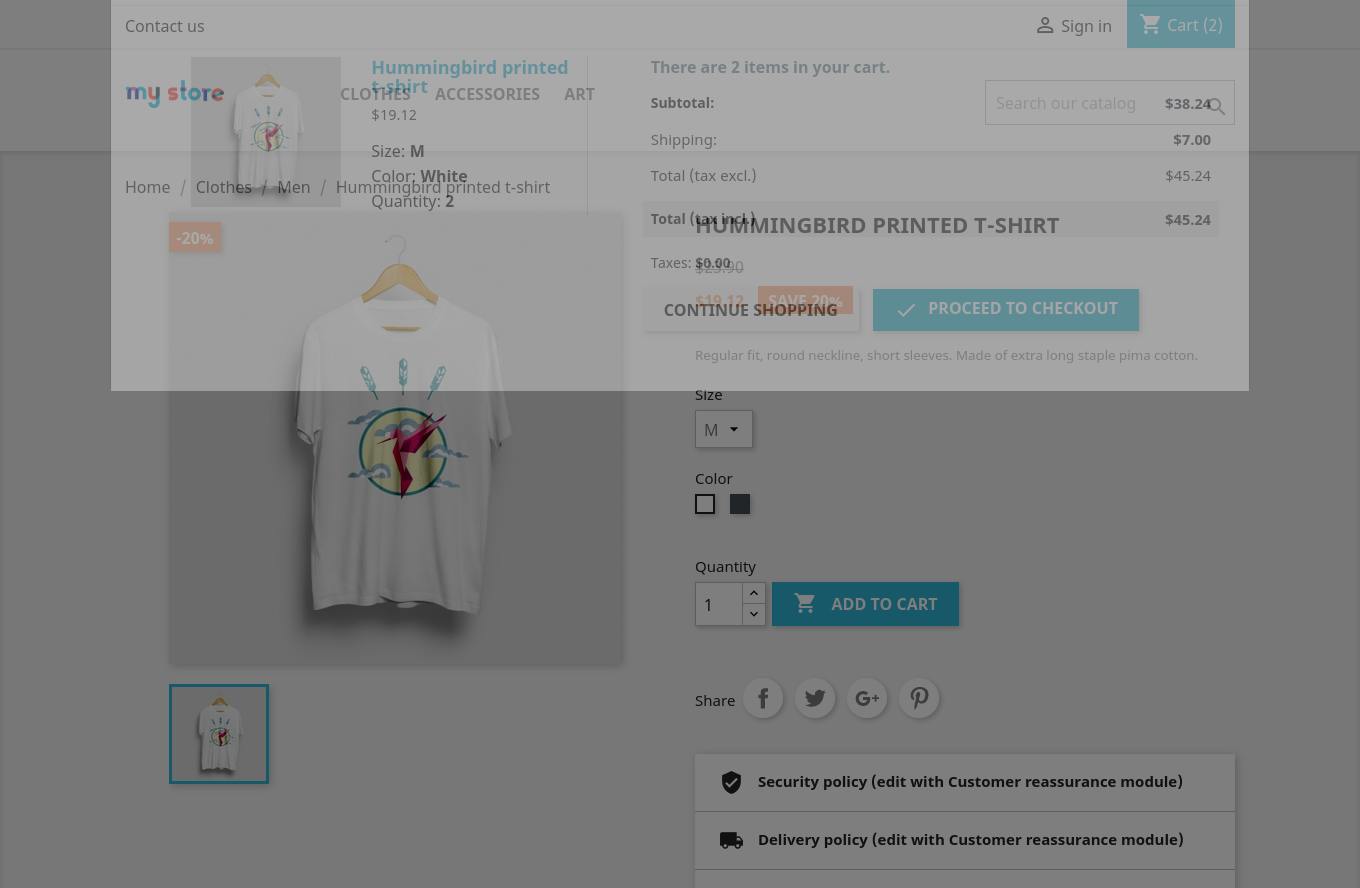 Contact us
Sign in
Cart (2)
Hummingbird printed
t-shirt
$19.12
Size: M
Color: White
Quantity: 2
There are 2 items in your cart.
Subtotal: $38.24
Shipping: $7.00
Total (tax excl.) $45.24
Total (tax incl.) $45.24
Taxes: $0.00
CONTINUE SHOPPING
PROCEED TO CHECKOUT
my store
CLOTHES ACCESSORIES ART
Search our catalog
Home / Clothes / Men / Hummingbird printed t-shirt
-20%
HUMMINGBIRD PRINTED T-SHIRT
$23.90
$19.12 SAVE 20%
Regular fit, round neckline, short sleeves. Made of extra long staple pima cotton.
Size
M
Color
Quantity
1
ADD TO CART
Share
Security policy (edit with Customer reassurance module)
Delivery policy (edit with Customer reassurance module)